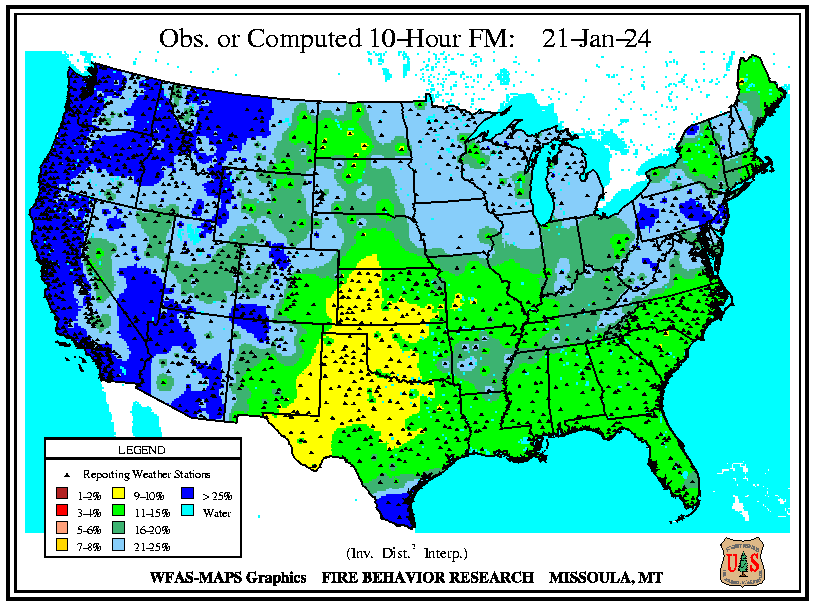 Obs. or Computed 10-Hour FM: 21-Jan-24
LEGEND
Reporting Weather Stations
1-2% 9-10% > 25%
3-4% 11-15% Water
5-6% 16-20%
7-8% 21-25%
(Inv. Dist.² Interp.)
WFAS-MAPS Graphics FIRE BEHAVIOR RESEARCH MISSOULA, MT
U S